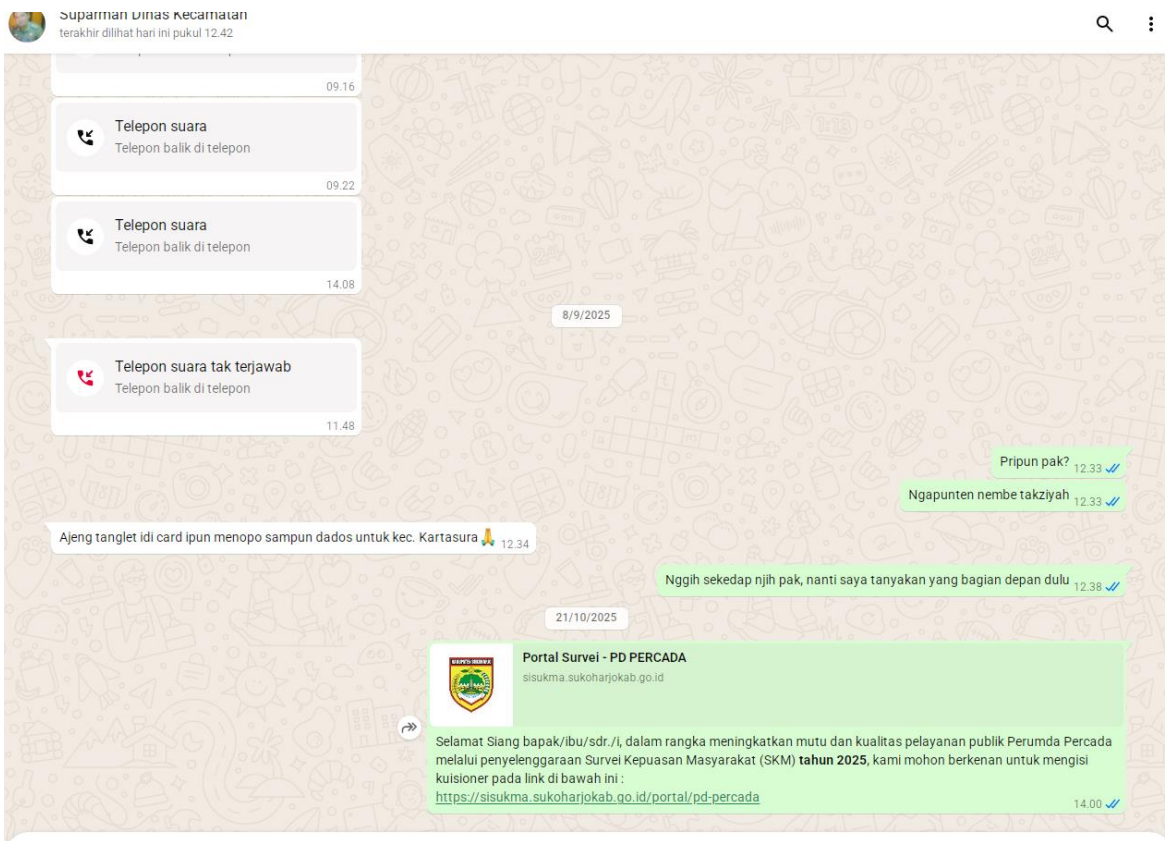 Suparman Dinas Kecamatan
terakhir dilihat hari ini pukul 12.42
09.16
Telepon suara
Telepon balik di telepon
09.22
Telepon suara
Telepon balik di telepon
14.08
8/9/2025
Telepon suara tak terjawab
Telepon balik di telepon
11.48
Pripun pak? 12.33
Ngapunten nembe takziyah 12.33
Ajeng tanglet idi card ipun menopo sampun dados untuk kec. Kartasura🙏 12.34
Nggih sekedap njih pak, nanti saya tanyakan yang bagian depan dulu 12.38
21/10/2025
Portal Survei - PD PERCADA
sisukma.sukoharjokab.go.id
Selamat Siang bapak/ibu/sdr./i, dalam rangka meningkatkan mutu dan kualitas pelayanan publik Perumda Percada
melalui penyelenggaraan Survei Kepuasan Masyarakat (SKM) tahun 2025, kami mohon berkenan untuk mengisi
kuisioner pada link di bawah ini :
https://sisukma.sukoharjokab.go.id/portal/pd-percada
14.00